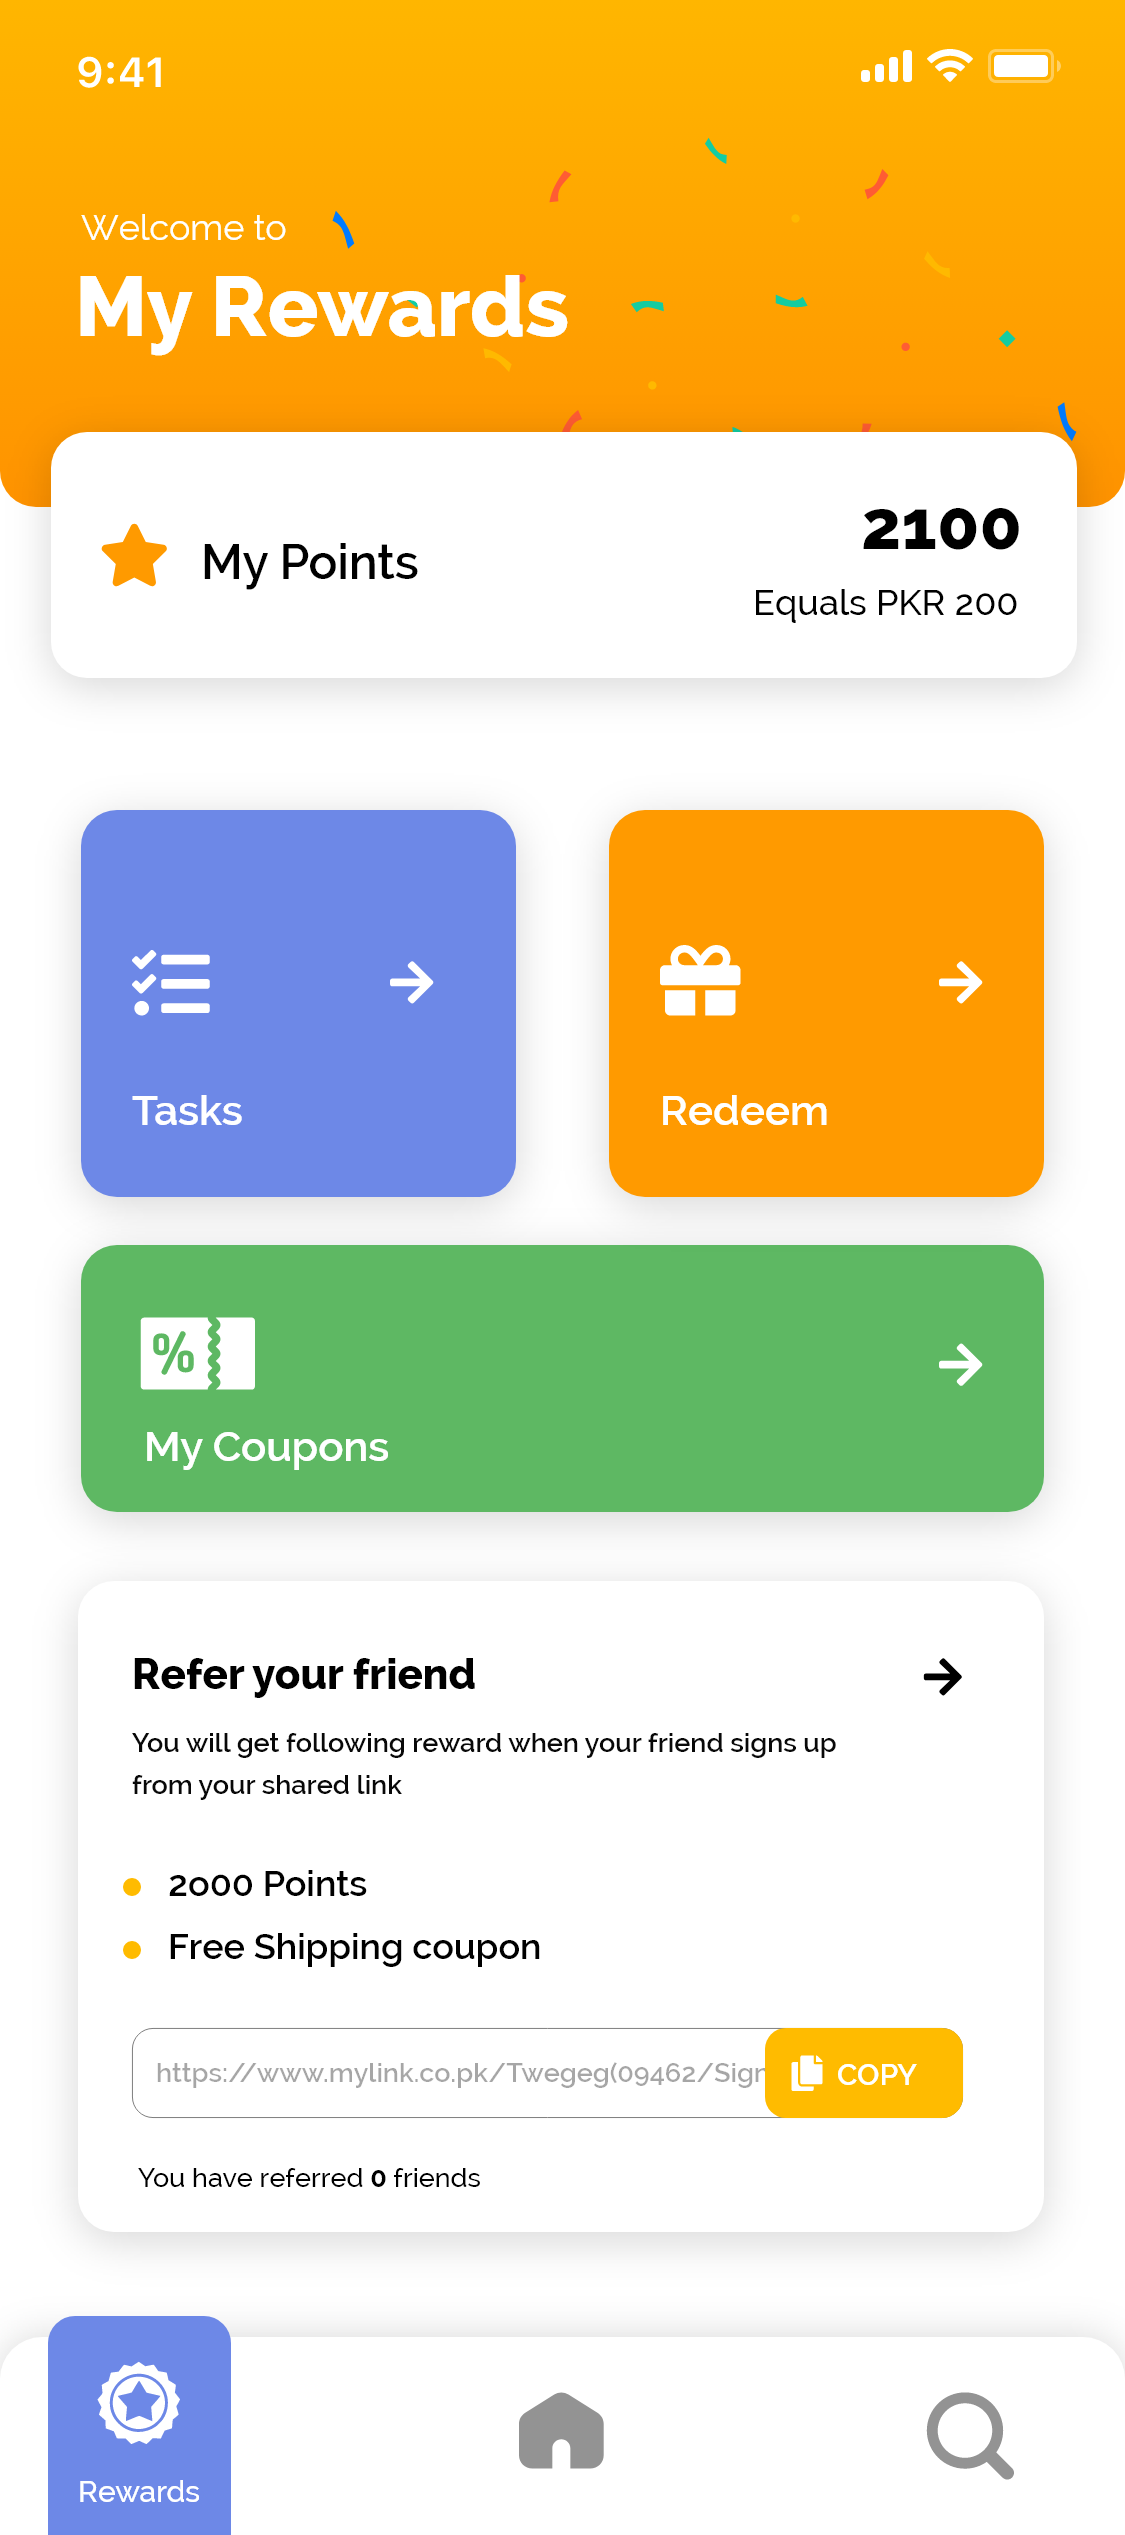 9:41
Welcome to
My Rewards
My Points
2100
Equals PKR 200
Tasks
Redeem
%
My Coupons
Refer your friend
You will get following reward when your friend signs up
from your shared link
2000 Points
Free Shipping coupon
https://www.mylink.co.pk/Twegeg(09462/Sign
COPY
You have referred 0 friends
Rewards